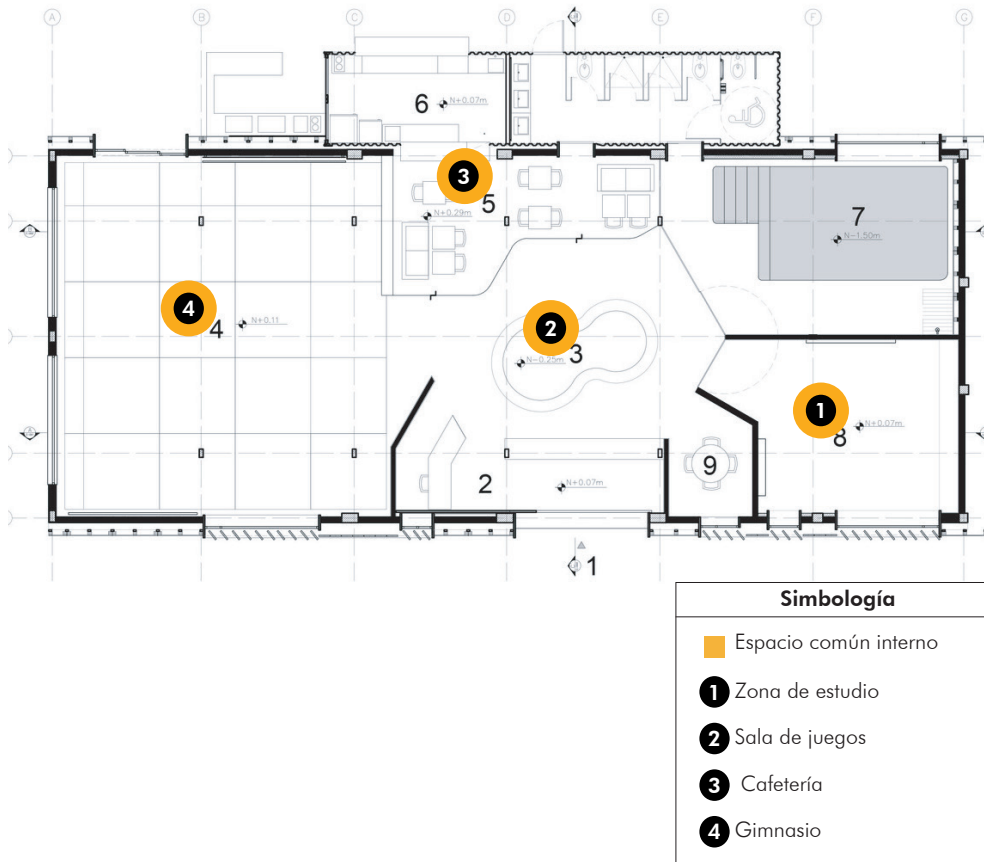 A B C D E F G
6 N+0.07m
3
5
N+0.29m
7
N-1.50m
4
4 N+0.11
2
3
N-0.25m
1
8 N+0.07m
9
2 N+0.07m
1
Simbología
Espacio común interno
1 Zona de estudio
2 Sala de juegos
3 Cafetería
4 Gimnasio